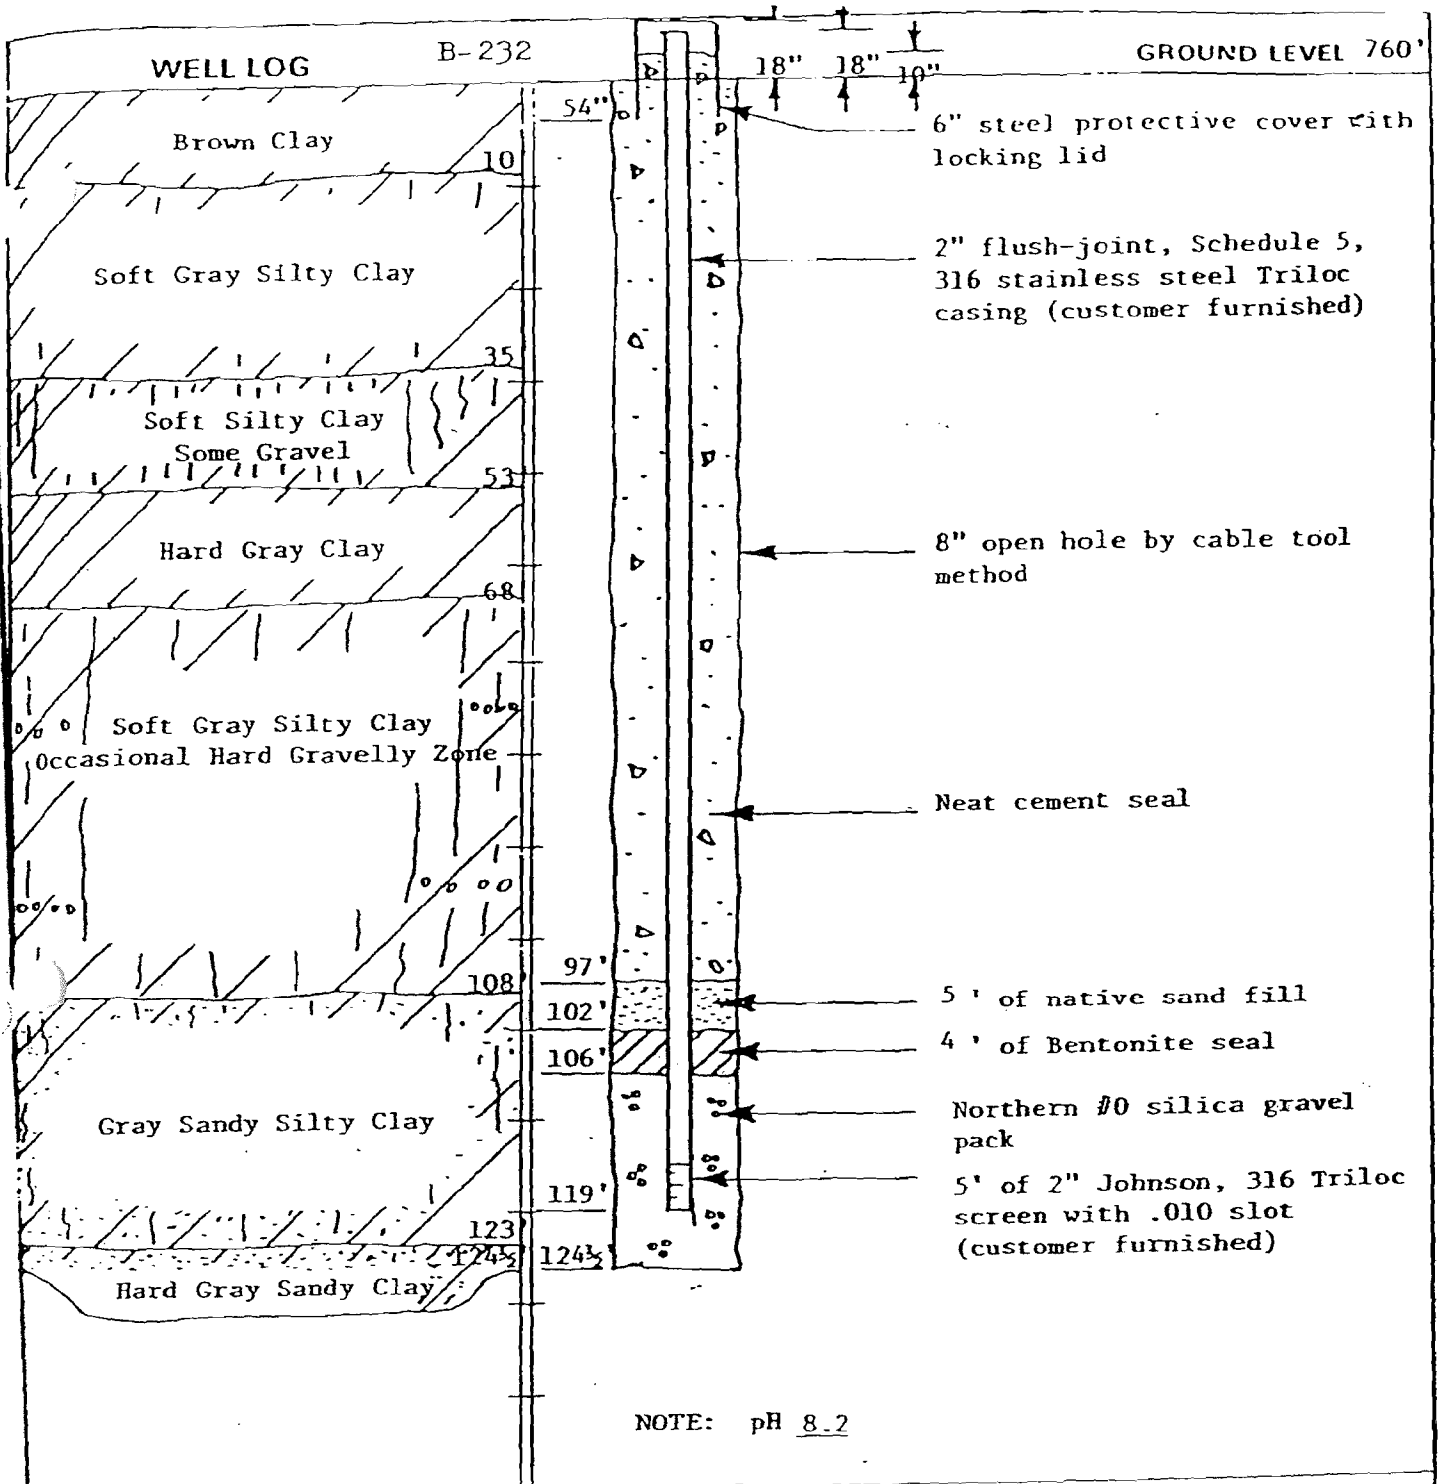 WELL LOG
B-232
18"
18"
10"
GROUND LEVEL 760'
54"
Brown Clay
10
6" steel protective cover with
locking lid
Soft Gray Silty Clay
35
2" flush-joint, Schedule 5,
316 stainless steel Triloc
casing (customer furnished)
Soft Silty Clay
Some Gravel
53
Hard Gray Clay
68
8" open hole by cable tool
method
Soft Gray Silty Clay
Occasional Hard Gravelly Zone
108
Neat cement seal
97'
102'
5 ' of native sand fill
106'
4 ' of Bentonite seal
Gray Sandy Silty Clay
123
Northern #0 silica gravel
pack
119'
5' of 2" Johnson, 316 Triloc
screen with .010 slot
(customer furnished)
124½
124½
Hard Gray Sandy Clay
NOTE: pH 8.2